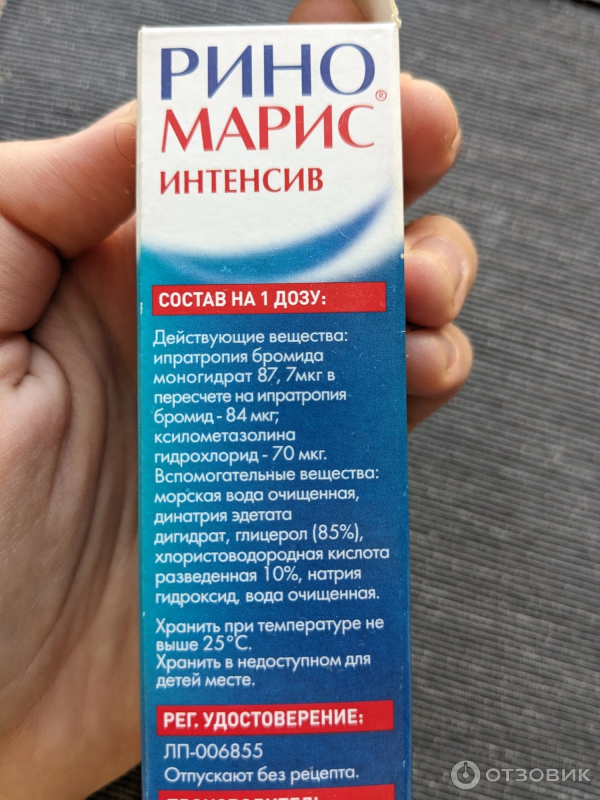 РИНО
МАРИС®
ИНТЕНСИВ
СОСТАВ НА 1 ДОЗУ:
Действующие вещества:
ипратропия бромида
моногидрат 87, 7мкг в
пересчете на ипратропия
бромид - 84 мкг;
ксилометазолина
гидрохлорид - 70 мкг.
Вспомогательные вещества:
морская вода очищенная,
динатрия эдетата
дигидрат, глицерол (85%),
хлористоводородная кислота
разведенная 10%, натрия
гидроксид, вода очищенная.
Хранить при температуре не
выше 25°С.
Хранить в недоступном для
детей месте.
РЕГ. УДОСТОВЕРЕНИЕ:
ЛП-006855
Отпускают без рецепта.
ОТЗОВИК